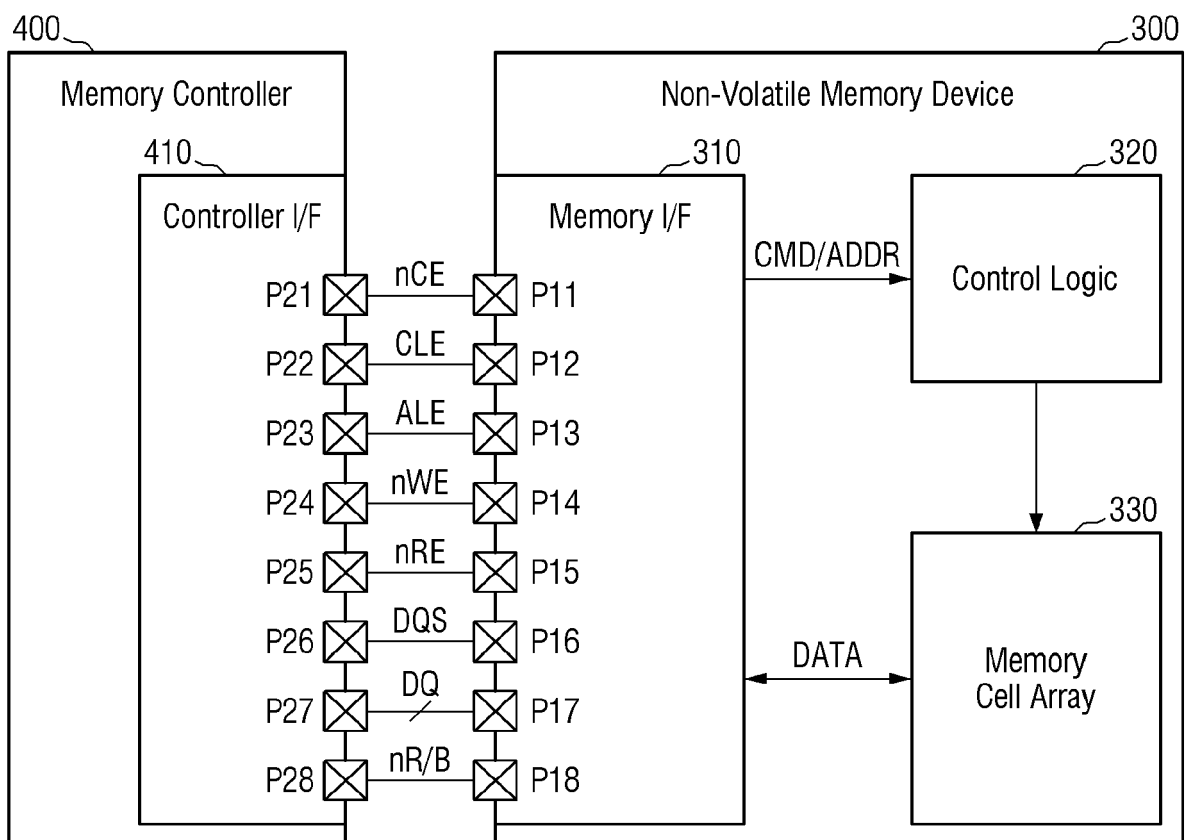 400
300
Memory Controller
Non-Volatile Memory Device
410
310
320
Controller I/F
Memory I/F
CMD/ADDR
Control Logic
P21
nCE
P11
P22
CLE
P12
P23
ALE
P13
P24
nWE
P14
P25
nRE
P15
330
P26
DQS
P16
DATA
Memory
Cell Array
P27
DQ
P17
P28
nR/B
P18